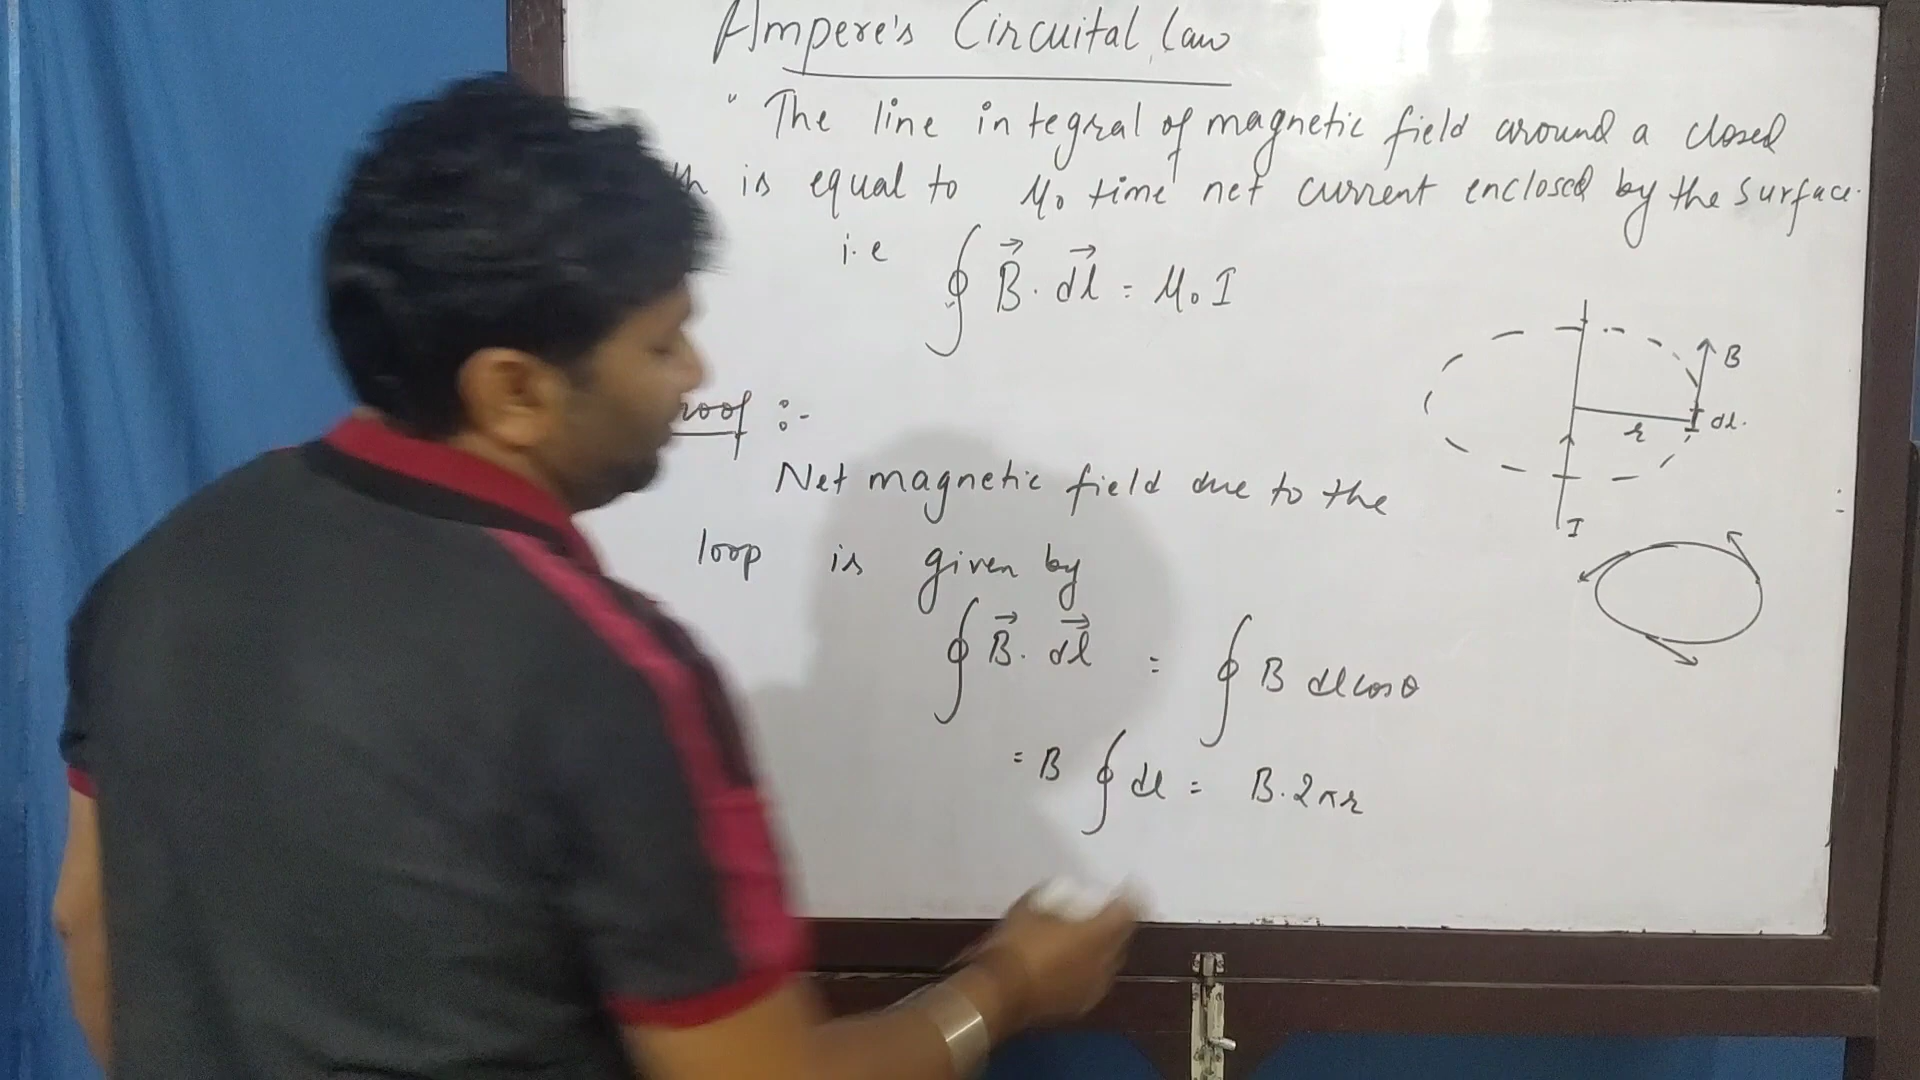 Ampere's Circuital Law
" The line integral of magnetic field around a closed
is equal to μ₀ time net current enclosed by the surface.
i.e ∮ B⃗. dl⃗ = μ₀ I
roof :-
Net magnetic field due to the
loop is given by
∮ B⃗. dl⃗ = ∮ B dl cos θ
= B ∮ dl = B. 2πr
B
dl.
r
I